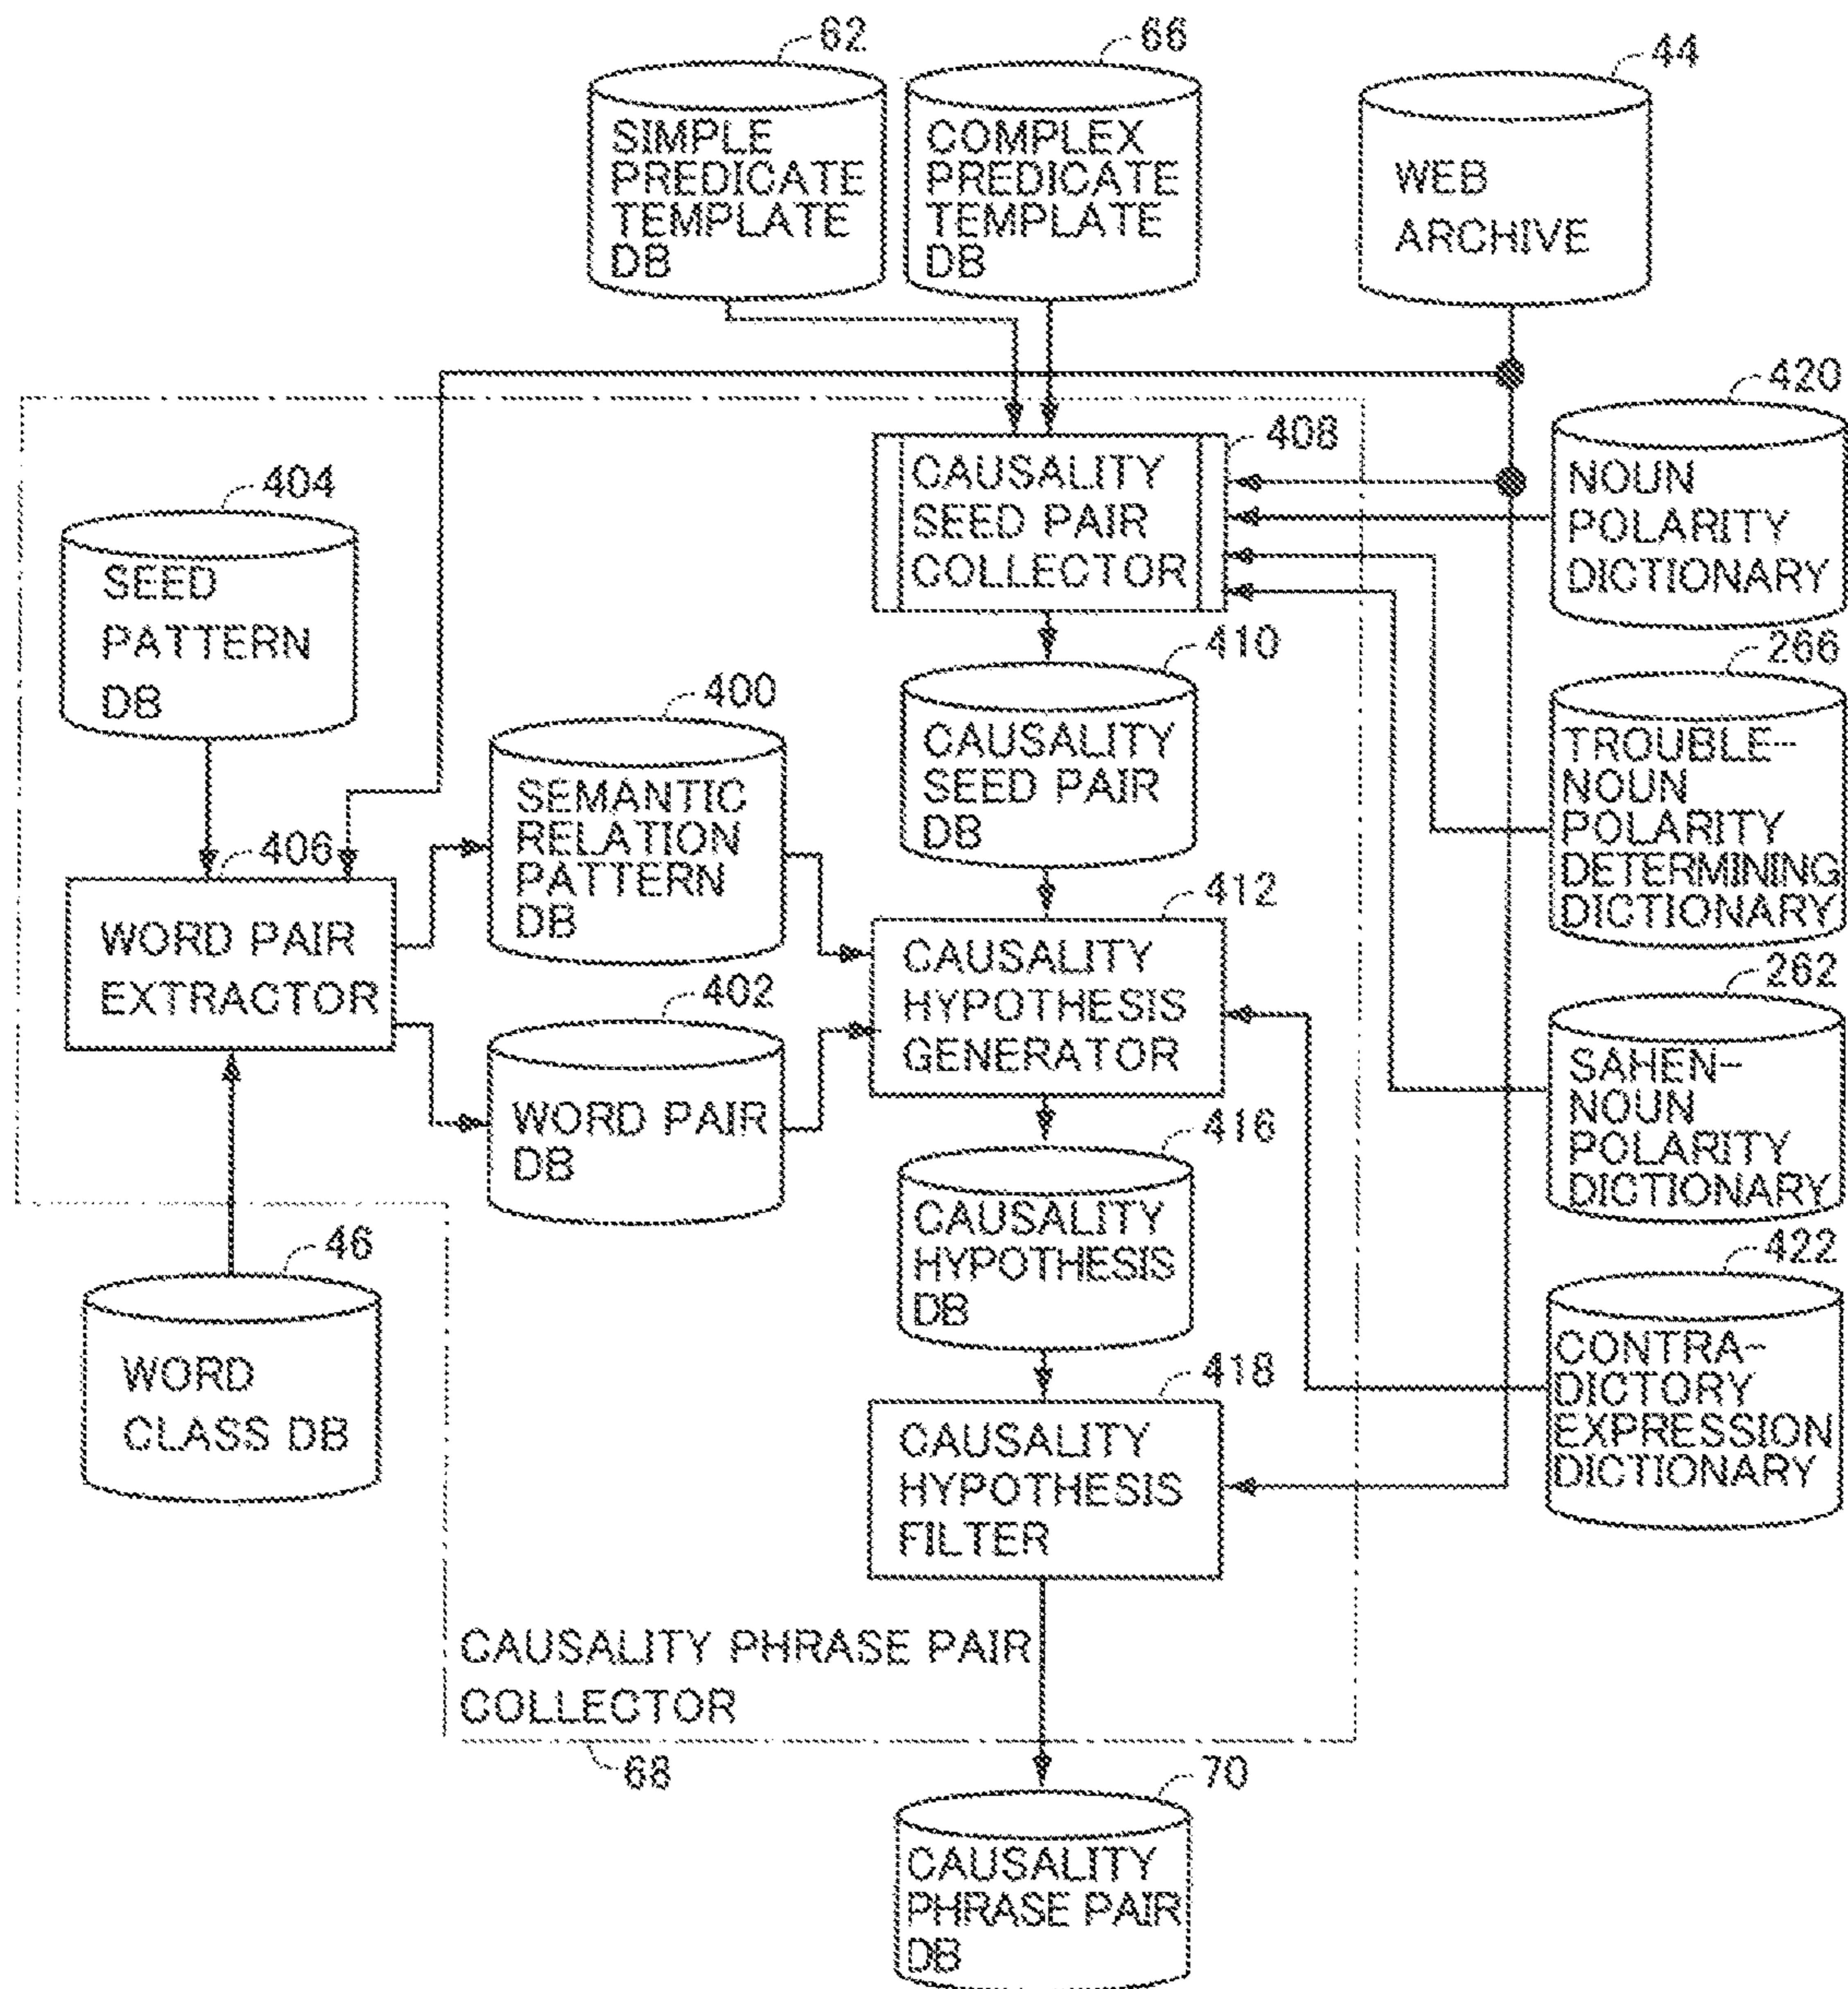 62
66
44
SIMPLE
PREDICATE
TEMPLATE
DB
COMPLEX
PREDICATE
TEMPLATE
DB
WEB
ARCHIVE
420
NOUN
POLARITY
DICTIONARY
408
CAUSALITY
SEED PAIR
COLLECTOR
404
SEED
PATTERN
DB
266
TROUBLE-
NOUN
POLARITY
DETERMINING
DICTIONARY
410
CAUSALITY
SEED PAIR
DB
400
SEMANTIC
RELATION
PATTERN
DB
406
WORD PAIR
EXTRACTOR
412
CAUSALITY
HYPOTHESIS
GENERATOR
402
WORD PAIR
DB
262
SAHEN-
NOUN
POLARITY
DICTIONARY
416
CAUSALITY
HYPOTHESIS
DB
46
WORD
CLASS DB
422
CONTRA-
DICTORY
EXPRESSION
DICTIONARY
418
CAUSALITY
HYPOTHESIS
FILTER
CAUSALITY PHRASE PAIR
COLLECTOR
68
70
CAUSALITY
PHRASE PAIR
DB